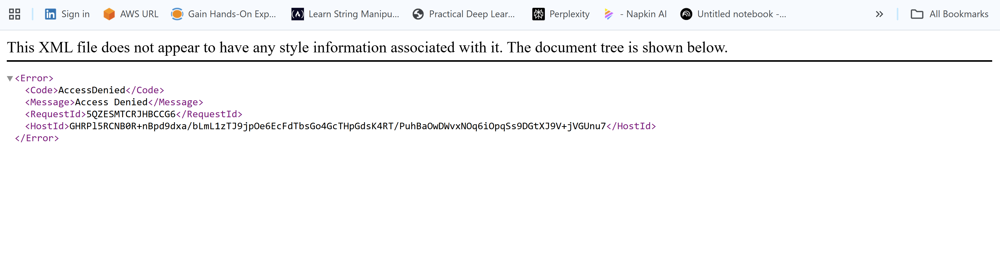 Sign in AWS URL Gain Hands-On Exp... Learn String Manipu... Practical Deep Lear... Perplexity - Napkin AI Untitled notebook -... All Bookmarks
This XML file does not appear to have any style information associated with it. The document tree is shown below.
<Error>
<Code>AccessDenied</Code>
<Message>Access Denied</Message>
<RequestId>5QZESMTCRJHBCCG6</RequestId>
<HostId>GHRPl5RCNB0R+nBpd9dxa/bLmL1zTJ9jpOe6EcFdTbsGo4GcTHpGdsK4RT/PuhBaOwDWvxNOq6iOpqSs9DGtXJ9V+jVGUnu7</HostId>
</Error>